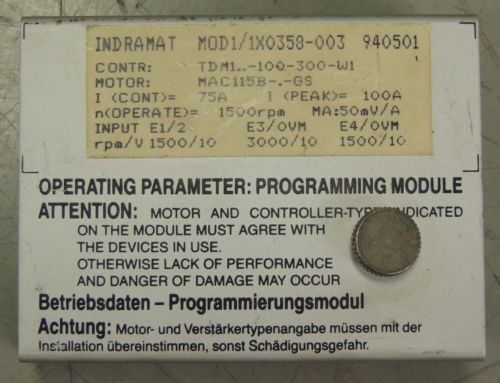 INDRAMAT MOD1/1X0358-003 940501
CONTR: TDM1..-100-300-W1
MOTOR: MAC115B-.-GS
I (CONT)= 75A I (PEAK)= 100A
n(OPERATE)= 1500rpm MA:50mV/A
INPUT E1/2 E3/0VM E4/0VM
rpm/V 1500/10 3000/10 1500/10
OPERATING PARAMETER: PROGRAMMING MODULE
ATTENTION: MOTOR AND CONTROLLER-TYPE INDICATED
ON THE MODULE MUST AGREE WITH
THE DEVICES IN USE.
OTHERWISE LACK OF PERFORMANCE
AND DANGER OF DAMAGE MAY OCCUR
Betriebsdaten – Programmierungsmodul
Achtung: Motor- und Verstärkertypenangabe müssen mit der
Installation übereinstimmen, sonst Schädigungsgefahr.